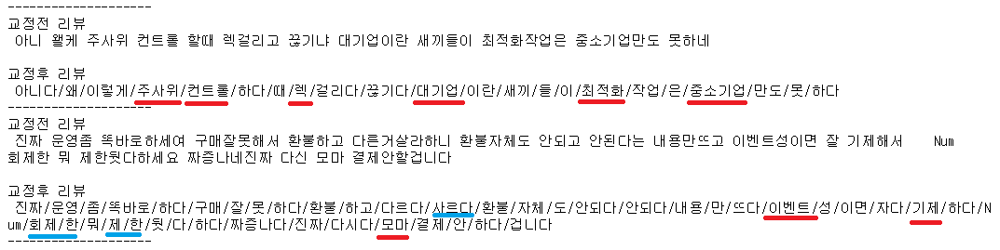 --------------------
교정전 리뷰
아니 왤케 주사위 컨트롤 할때 렉걸리고 끊기냐 대기업이란 새끼들이 최적화작업은 중소기업만도 못하네

교정후 리뷰
아니다/왜/이렇게/주사위/컨트롤/하다/때/렉/걸리다/끊기다/대기업/이란/새끼/들/이/최적화/작업/은/중소기업/만도/못/하다
--------------------
교정전 리뷰
진짜 운영좀 똑바로하세여 구매잘못해서 환불하고 다른거살라하니 환불자체도 안되고 안된다는 내용만뜨고 이벤트성이면 잘 기제해서 Num
회제한 뭐 제한뒷다하세요 짜증나네진짜 다신 모마 결제안할겁니다

교정후 리뷰
진짜/운영/좀/똑바로/하다/구매/잘/못/하다/환불/하고/다르다/사르다/환불/자체/도/안되다/안되다/내용/만/뜨다/이벤트/성/이면/자다/기제/하다/N
um/회제/한/뭐/제/한/뒷/다/하다/짜증나다/진짜/다시다/모마/결제/안/하다/겁니다
--------------------